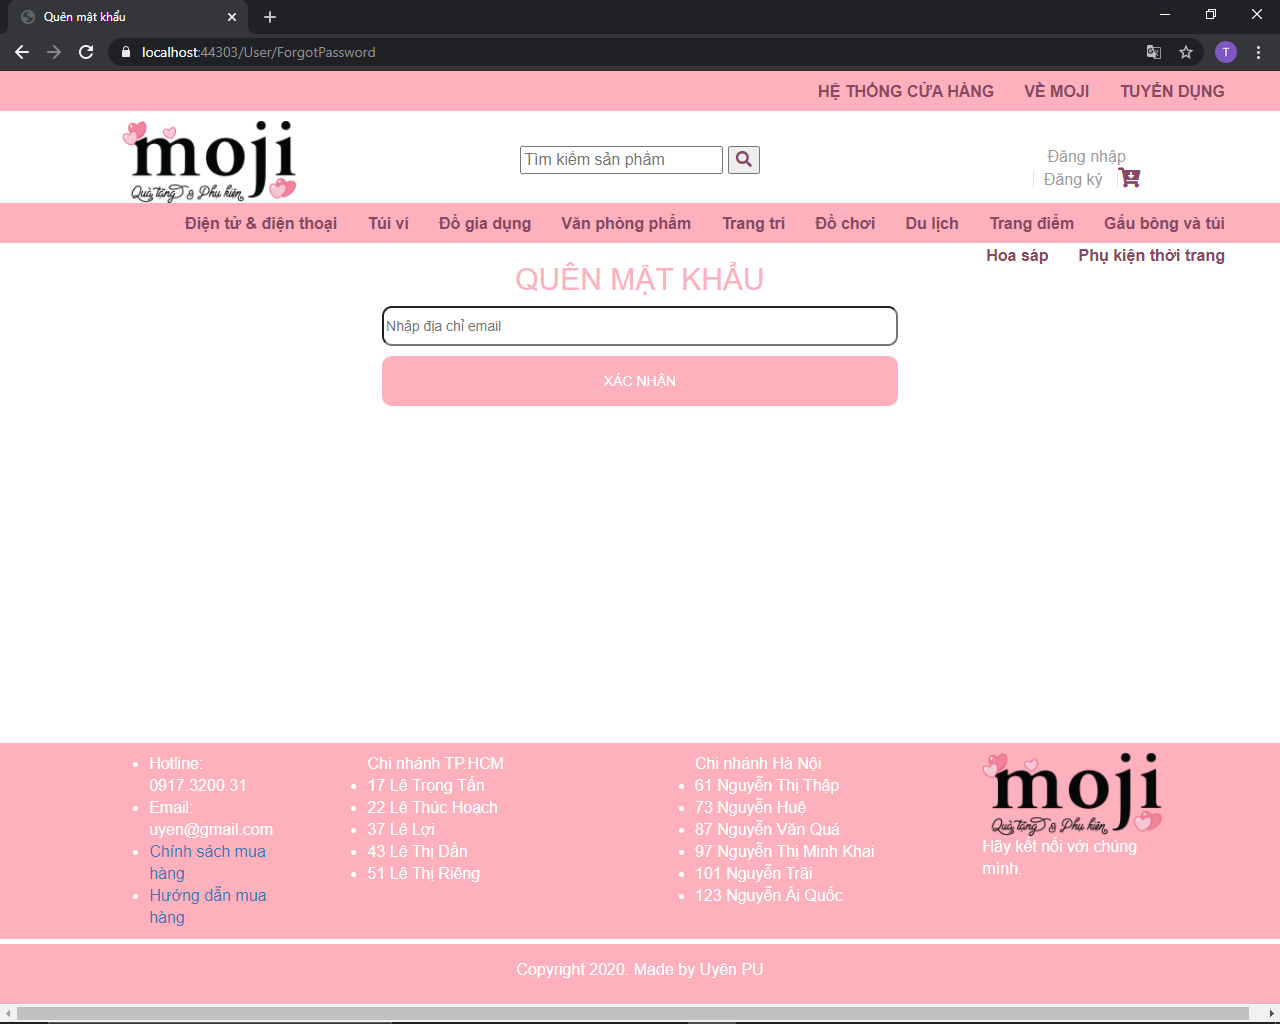 Quên mật khẩu
localhost:44303/User/ForgotPassword
T
HỆ THỐNG CỬA HÀNG VỀ MOJI TUYỂN DỤNG
moji
Quà tặng & Phụ kiện
Tìm kiếm sản phẩm
Đăng nhập
Đăng ký
Điện tử & điện thoại Túi ví Đồ gia dụng Văn phòng phẩm Trang trí Đồ chơi Du lịch Trang điểm Gấu bông và túi
Hoa sáp Phụ kiện thời trang
QUÊN MẬT KHẨU
Nhập địa chỉ email
XÁC NHẬN
Hotline:
0917.3200.31
Email:
uyen@gmail.com
Chính sách mua
hàng
Hướng dẫn mua
hàng
Chi nhánh TP.HCM
17 Lê Trọng Tấn
22 Lê Thúc Hoạch
37 Lê Lợi
43 Lê Thị Dần
51 Lê Thị Riêng
Chi nhánh Hà Nội
61 Nguyễn Thị Thập
73 Nguyễn Huệ
87 Nguyễn Văn Quá
97 Nguyễn Thị Minh Khai
101 Nguyễn Trãi
123 Nguyễn Ái Quốc
moji
Quà tặng & Phụ kiện
Hãy kết nối với chúng
mình.
Copyright 2020. Made by Uyên PU